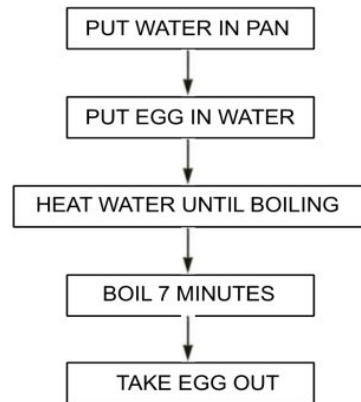 PUT WATER IN PAN
PUT EGG IN WATER
HEAT WATER UNTIL BOILING
BOIL 7 MINUTES
TAKE EGG OUT